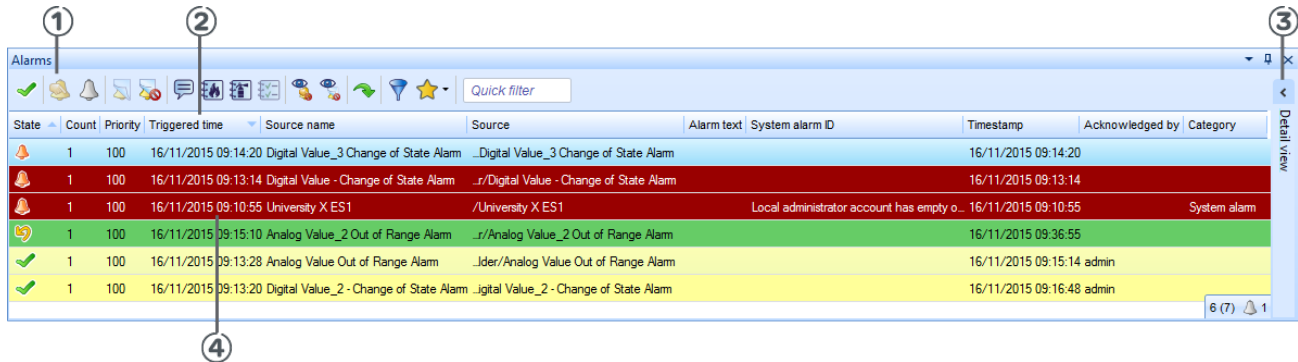 1 2 3
Alarms
Quick filter
State Count Priority Triggered time Source name Source Alarm text System alarm ID Timestamp Acknowledged by Category
1 100 16/11/2015 09:14:20 Digital Value_3 Change of State Alarm ...Digital Value_3 Change of State Alarm 16/11/2015 09:14:20
1 100 16/11/2015 09:13:14 Digital Value - Change of State Alarm ...r/Digital Value - Change of State Alarm 16/11/2015 09:13:14
1 100 16/11/2015 09:10:55 University X ES1 /University X ES1 Local administrator account has empty o... 16/11/2015 09:10:55 System alarm
1 100 16/11/2015 09:15:10 Analog Value_2 Out of Range Alarm ...r/Analog Value_2 Out of Range Alarm 16/11/2015 09:36:55
1 100 16/11/2015 09:13:28 Analog Value Out of Range Alarm ...lder/Analog Value Out of Range Alarm 16/11/2015 09:15:14 admin
1 100 16/11/2015 09:13:20 Digital Value_2 - Change of State Alarm ...igital Value_2 - Change of State Alarm 16/11/2015 09:16:48 admin
6 (7) 1
Detail view
4